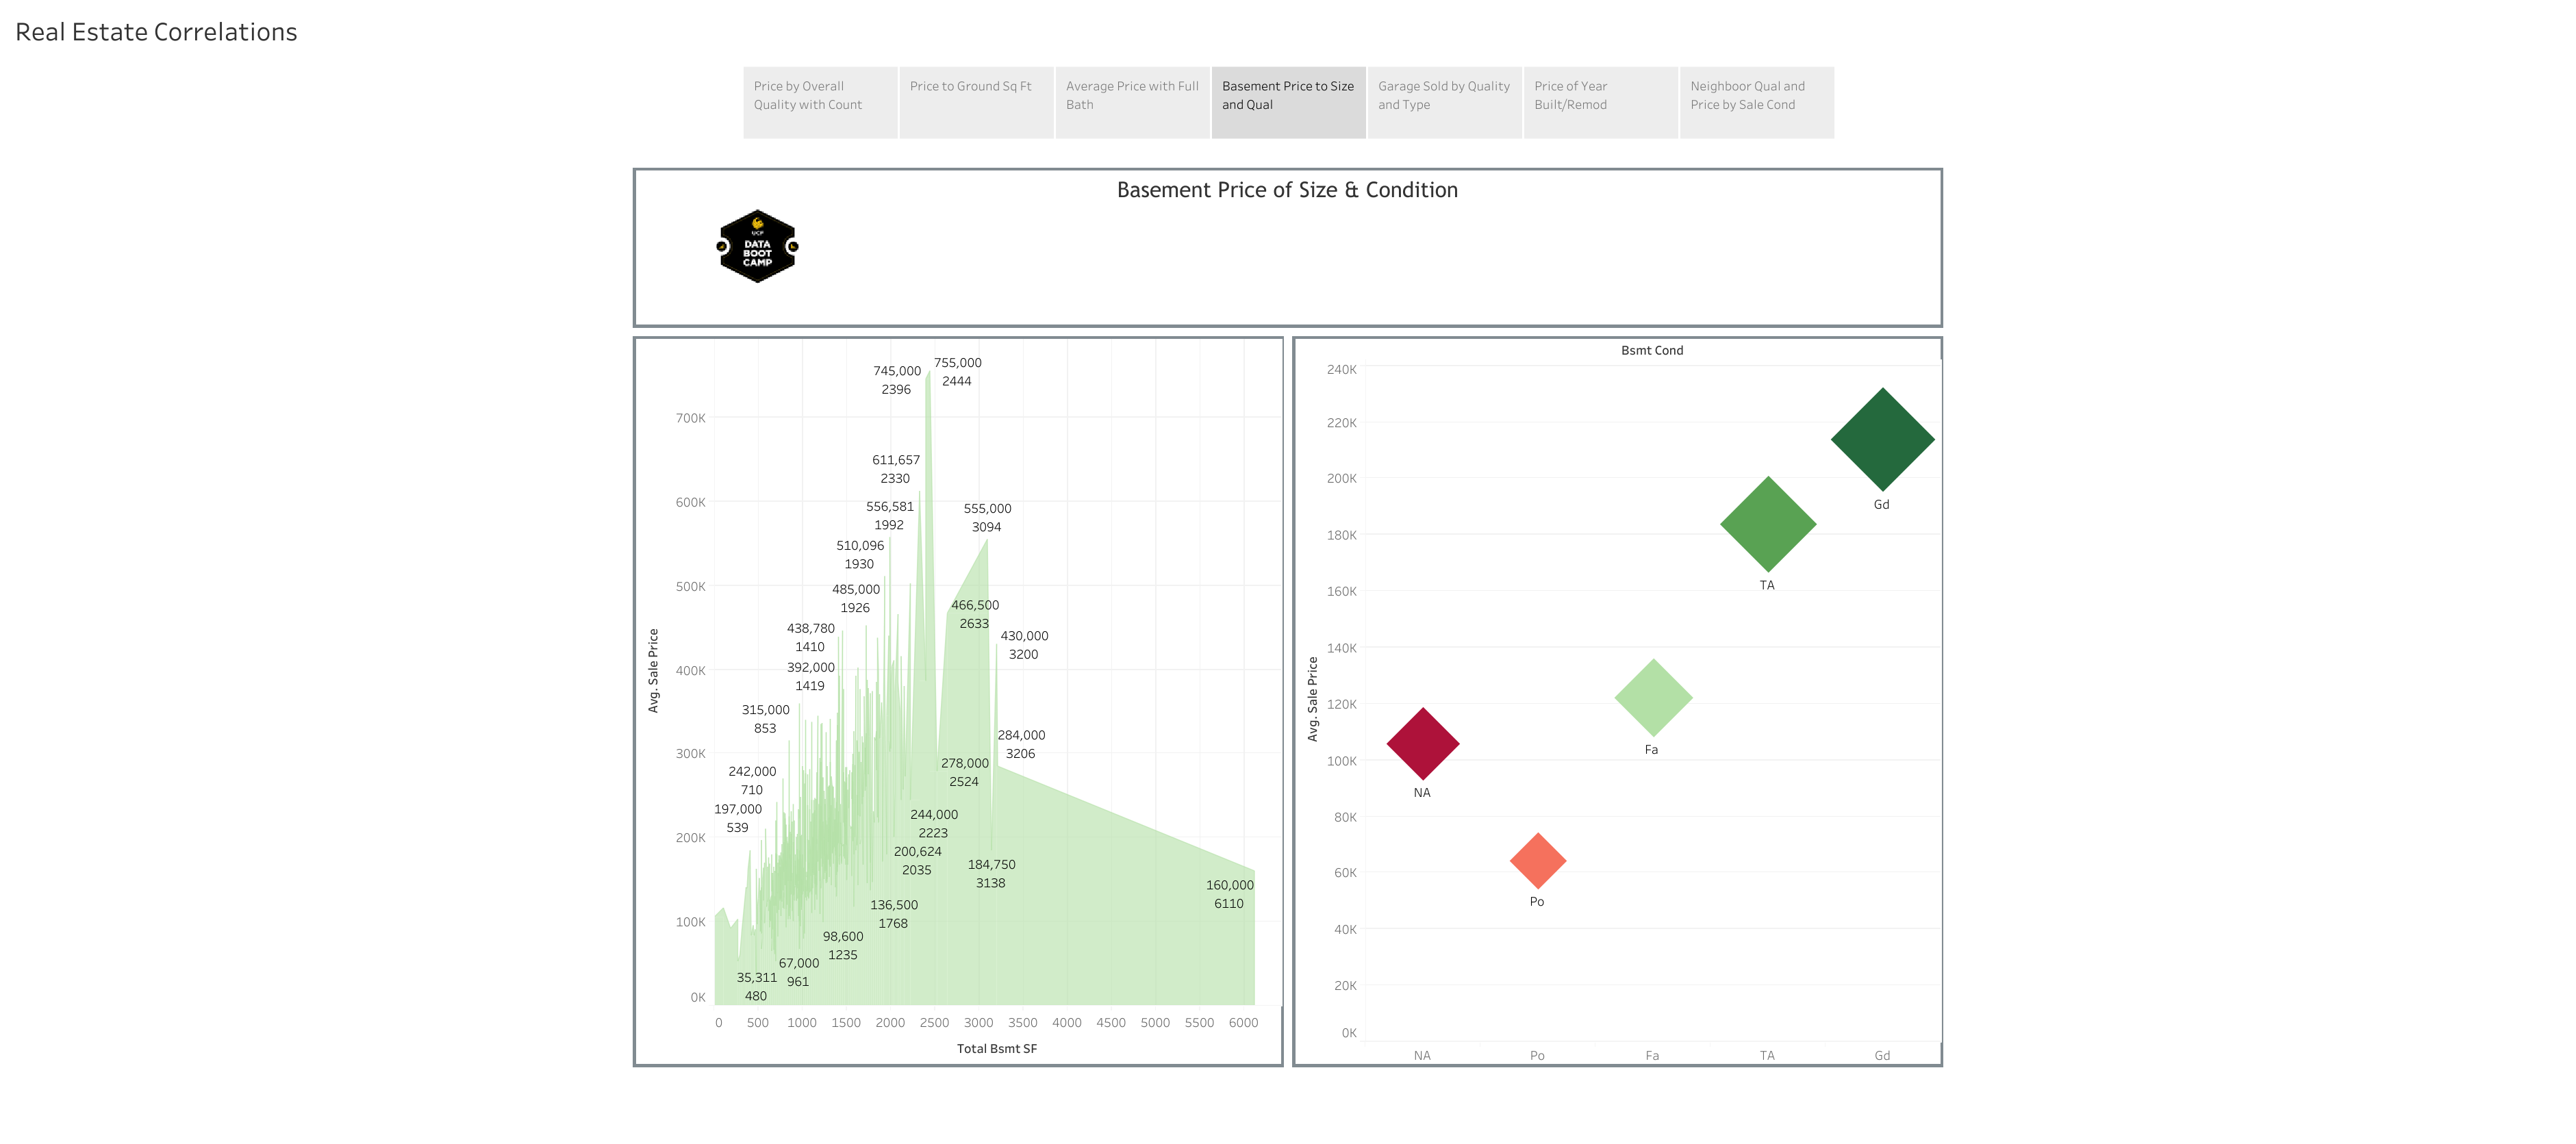 Real Estate Correlations
Price by Overall
Quality with Count
Price to Ground Sq Ft
Average Price with Full
Bath
Basement Price to Size
and Qual
Garage Sold by Quality
and Type
Price of Year
Built/Remod
Neighboor Qual and
Price by Sale Cond
Basement Price of Size & Condition
UCF
DATA
BOOT
CAMP
Avg. Sale Price
700K
600K
500K
400K
300K
200K
100K
0K
745,000
2396
755,000
2444
611,657
2330
556,581
1992
555,000
3094
510,096
1930
485,000
1926
466,500
2633
438,780
1410
430,000
3200
392,000
1419
315,000
853
284,000
3206
278,000
2524
242,000
710
197,000
539
244,000
2223
200,624
2035
184,750
3138
160,000
6110
136,500
1768
98,600
1235
67,000
961
35,311
480
0 500 1000 1500 2000 2500 3000 3500 4000 4500 5000 5500 6000
Total Bsmt SF
Bsmt Cond
Avg. Sale Price
240K
220K
200K
180K
160K
140K
120K
100K
80K
60K
40K
20K
0K
Gd
TA
Fa
NA
Po
NA Po Fa TA Gd